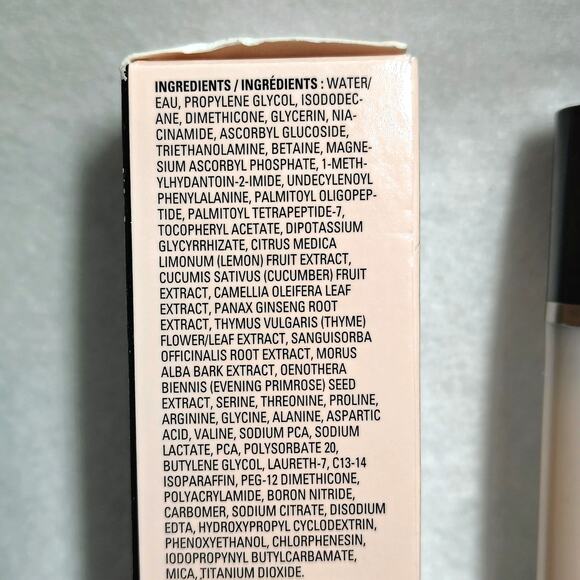 INGREDIENTS / INGRÉDIENTS : WATER/
EAU, PROPYLENE GLYCOL, ISODODEC-
ANE, DIMETHICONE, GLYCERIN, NIA-
CINAMIDE, ASCORBYL GLUCOSIDE,
TRIETHANOLAMINE, BETAINE, MAGNE-
SIUM ASCORBYL PHOSPHATE, 1-METH-
YLHYDANTOIN-2-IMIDE, UNDECYLENOYL
PHENYLALANINE, PALMITOYL OLIGOPEP-
TIDE, PALMITOYL TETRAPEPTIDE-7,
TOCOPHERYL ACETATE, DIPOTASSIUM
GLYCYRRHIZATE, CITRUS MEDICA
LIMONUM (LEMON) FRUIT EXTRACT,
CUCUMIS SATIVUS (CUCUMBER) FRUIT
EXTRACT, CAMELLIA OLEIFERA LEAF
EXTRACT, PANAX GINSENG ROOT
EXTRACT, THYMUS VULGARIS (THYME)
FLOWER/LEAF EXTRACT, SANGUISORBA
OFFICINALIS ROOT EXTRACT, MORUS
ALBA BARK EXTRACT, OENOTHERA
BIENNIS (EVENING PRIMROSE) SEED
EXTRACT, SERINE, THREONINE, PROLINE,
ARGININE, GLYCINE, ALANINE, ASPARTIC
ACID, VALINE, SODIUM PCA, SODIUM
LACTATE, PCA, POLYSORBATE 20,
BUTYLENE GLYCOL, LAURETH-7, C13-14
ISOPARAFFIN, PEG-12 DIMETHICONE,
POLYACRYLAMIDE, BORON NITRIDE,
CARBOMER, SODIUM CITRATE, DISODIUM
EDTA, HYDROXYPROPYL CYCLODEXTRIN,
PHENOXYETHANOL, CHLORPHENESIN,
IODOPROPYNYL BUTYLCARBAMATE,
MICA, TITANIUM DIOXIDE.